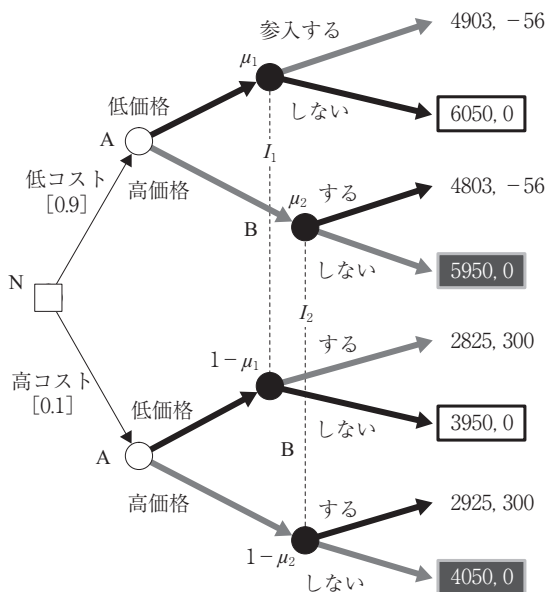 参入する
4903, −56
μ1
低価格
しない
6050, 0
A
I1
低コスト
[0.9]
高価格
μ2
する
4803, −56
B
しない
5950, 0
N
I2
1−μ1
する
2825, 300
高コスト
[0.1]
低価格
しない
3950, 0
A
B
高価格
する
2925, 300
1−μ2
しない
4050, 0